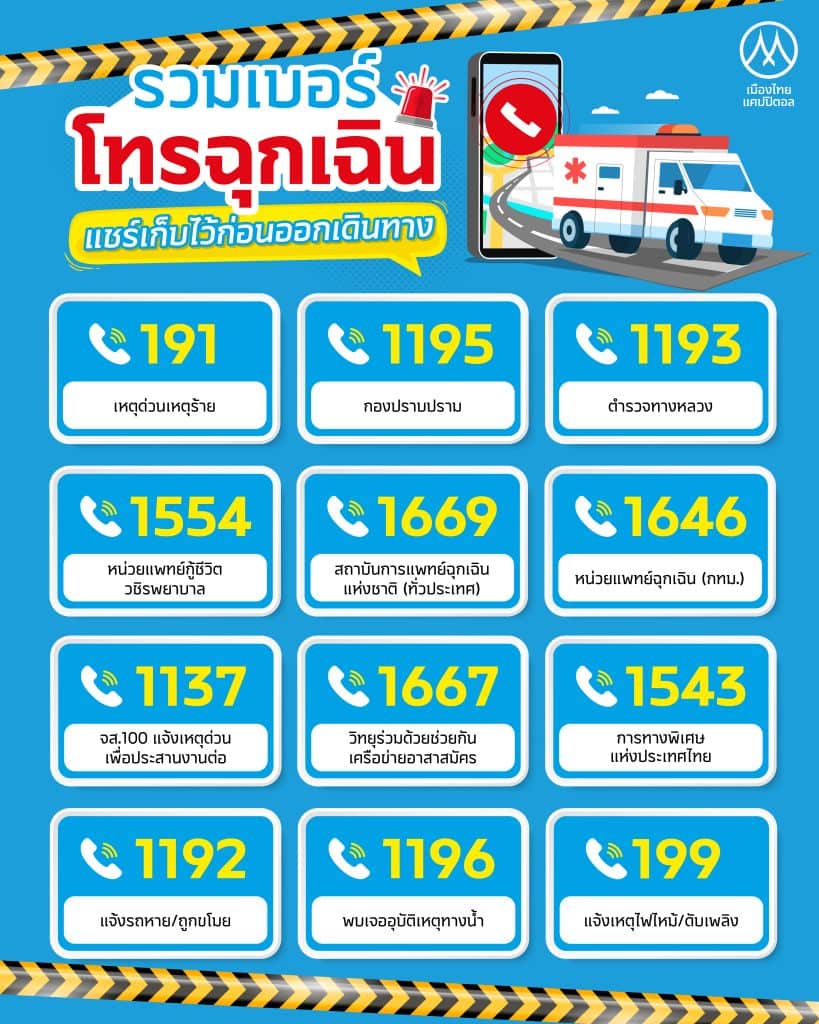 รวมเบอร์
โทรฉุกเฉิน
แชร์เก็บไว้ก่อนออกเดินทาง
เมืองไทย
แคปปิตอล
191
เหตุด่วนเหตุร้าย
1195
กองปราบปราม
1193
ตำรวจทางหลวง
1554
หน่วยแพทย์กู้ชีวิต
วชิรพยาบาล
1669
สถาบันการแพทย์ฉุกเฉิน
แห่งชาติ (ทั่วประเทศ)
1646
หน่วยแพทย์ฉุกเฉิน (กทม.)
1137
จส.100 แจ้งเหตุด่วน
เพื่อประสานงานต่อ
1667
วิทยุร่วมด้วยช่วยกัน
เครือข่ายอาสาสมัคร
1543
การทางพิเศษ
แห่งประเทศไทย
1192
แจ้งรถหาย/ถูกขโมย
1196
พบเจออุบัติเหตุทางน้ำ
199
แจ้งเหตุไฟไหม้/ดับเพลิง